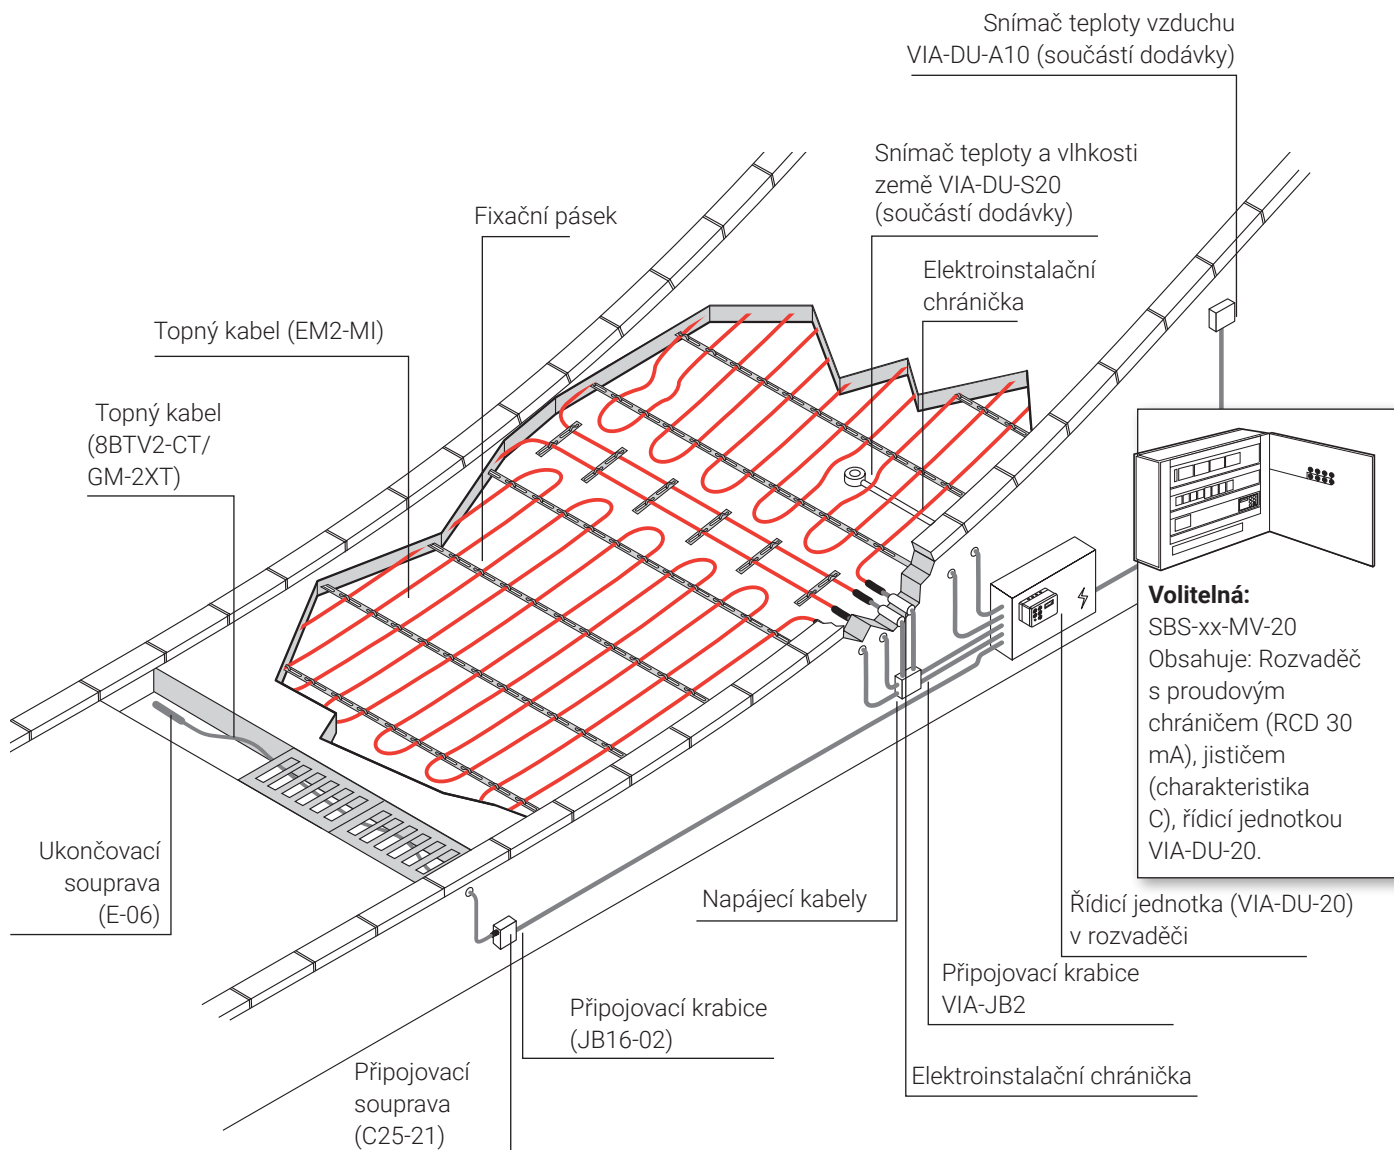 Snímač teploty vzduchu
VIA-DU-A10 (součástí dodávky)
Snímač teploty a vlhkosti
země VIA-DU-S20
(součástí dodávky)
Fixační pásek
Elektroinstalační
chránička
Topný kabel (EM2-MI)
Topný kabel
(8BTV2-CT/
GM-2XT)
Volitelná:
SBS-xx-MV-20
Obsahuje: Rozvaděč
s proudovým
chráničem (RCD 30
mA), jističem
(charakteristika
C), řídicí jednotkou
VIA-DU-20.
Ukončovací
souprava
(E-06)
Napájecí kabely
Řídicí jednotka (VIA-DU-20)
v rozvaděči
Připojovací krabice
VIA-JB2
Připojovací krabice
(JB16-02)
Elektroinstalační chránička
Připojovací
souprava
(C25-21)